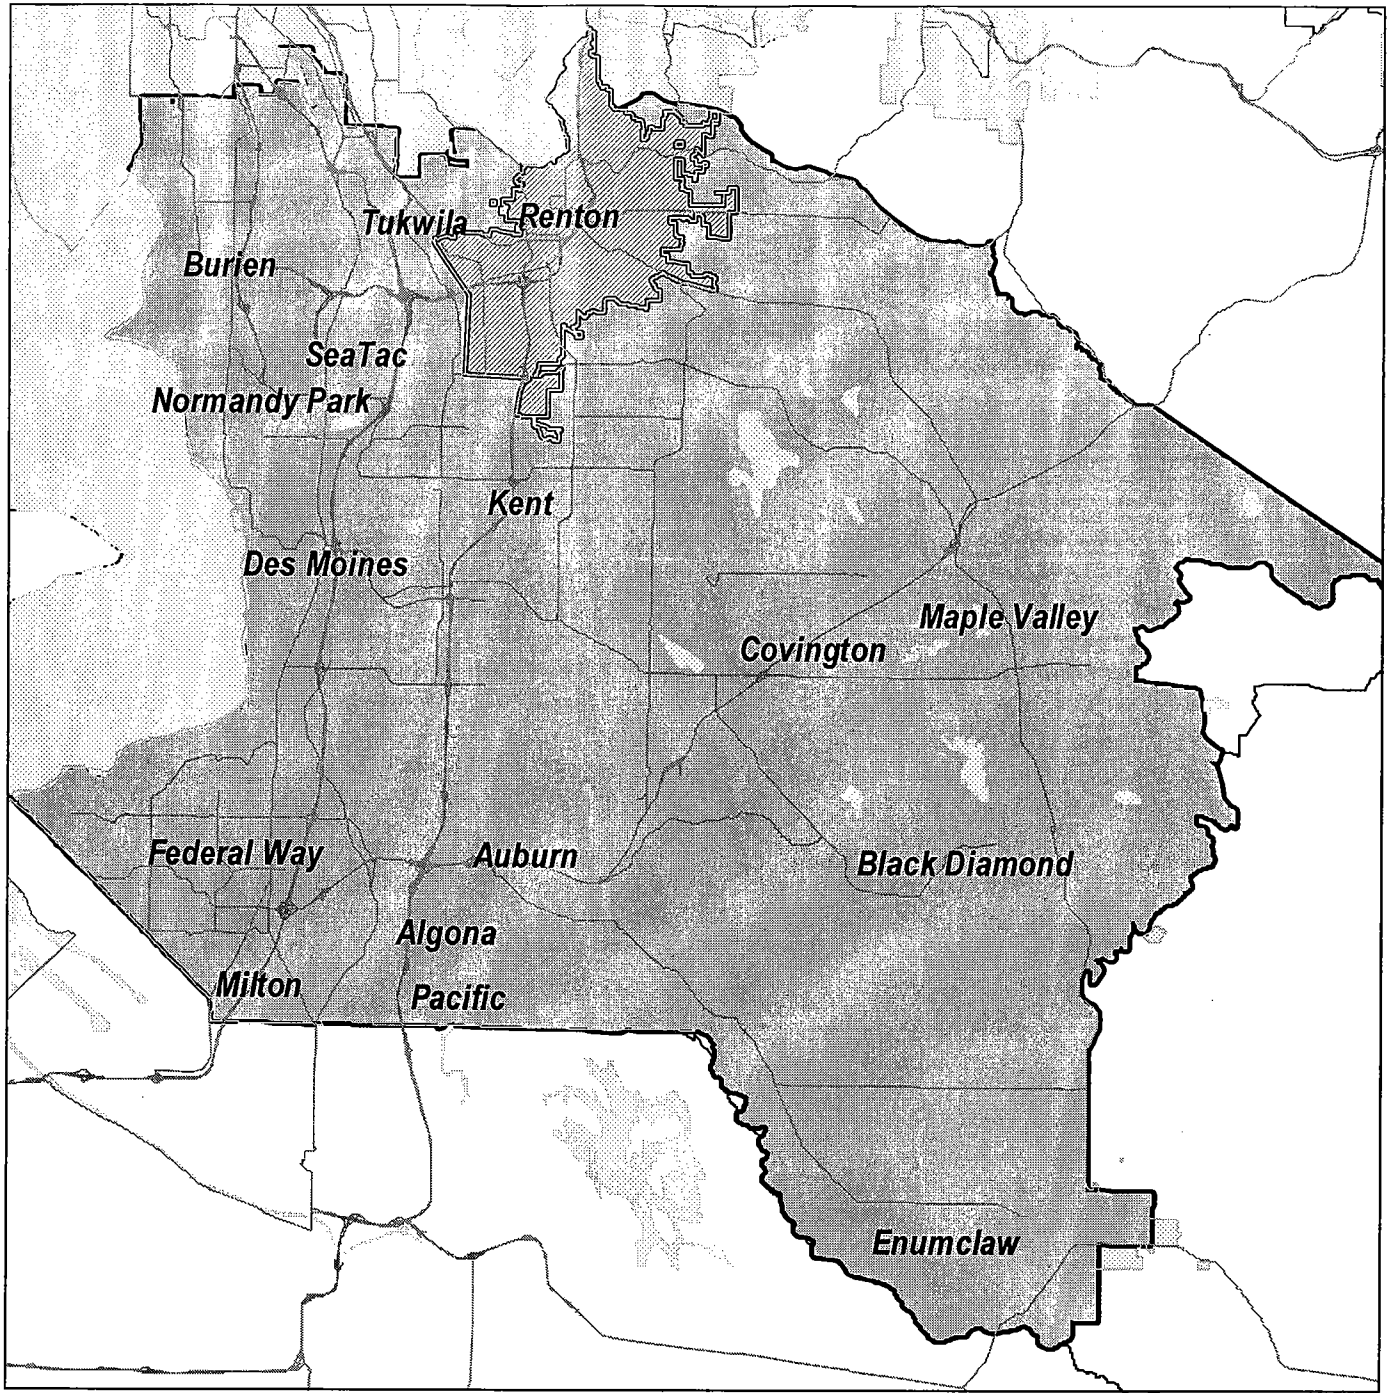 Tukwila
Renton
Burien
SeaTac
Normandy Park
Kent
Des Moines
Maple Valley
Covington
Federal Way
Auburn
Black Diamond
Algona
Milton
Pacific
Enumclaw